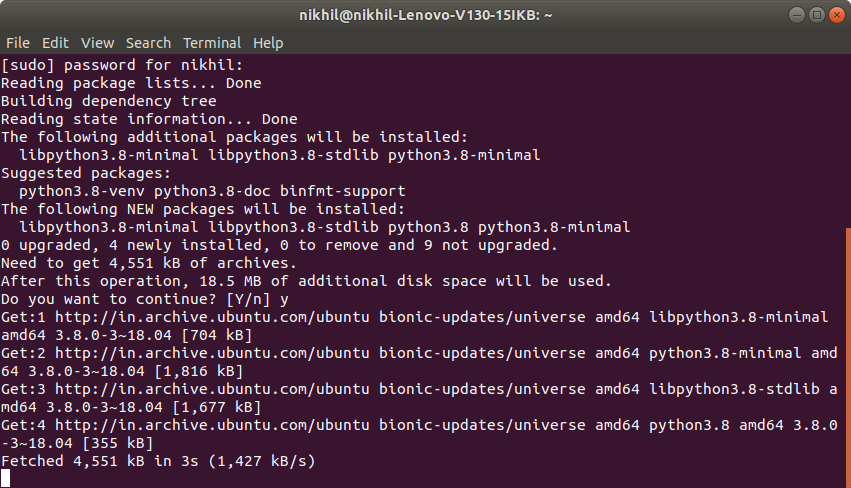 nikhil@nikhil-Lenovo-V130-15IKB: ~
File Edit View Search Terminal Help
[sudo] password for nikhil:
Reading package lists... Done
Building dependency tree
Reading state information... Done
The following additional packages will be installed:
  libpython3.8-minimal libpython3.8-stdlib python3.8-minimal
Suggested packages:
  python3.8-venv python3.8-doc binfmt-support
The following NEW packages will be installed:
  libpython3.8-minimal libpython3.8-stdlib python3.8 python3.8-minimal
0 upgraded, 4 newly installed, 0 to remove and 9 not upgraded.
Need to get 4,551 kB of archives.
After this operation, 18.5 MB of additional disk space will be used.
Do you want to continue? [Y/n] y
Get:1 http://in.archive.ubuntu.com/ubuntu bionic-updates/universe amd64 libpython3.8-minimal
amd64 3.8.0-3~18.04 [704 kB]
Get:2 http://in.archive.ubuntu.com/ubuntu bionic-updates/universe amd64 python3.8-minimal amd
64 3.8.0-3~18.04 [1,816 kB]
Get:3 http://in.archive.ubuntu.com/ubuntu bionic-updates/universe amd64 libpython3.8-stdlib a
md64 3.8.0-3~18.04 [1,677 kB]
Get:4 http://in.archive.ubuntu.com/ubuntu bionic-updates/universe amd64 python3.8 amd64 3.8.0
-3~18.04 [355 kB]
Fetched 4,551 kB in 3s (1,427 kB/s)